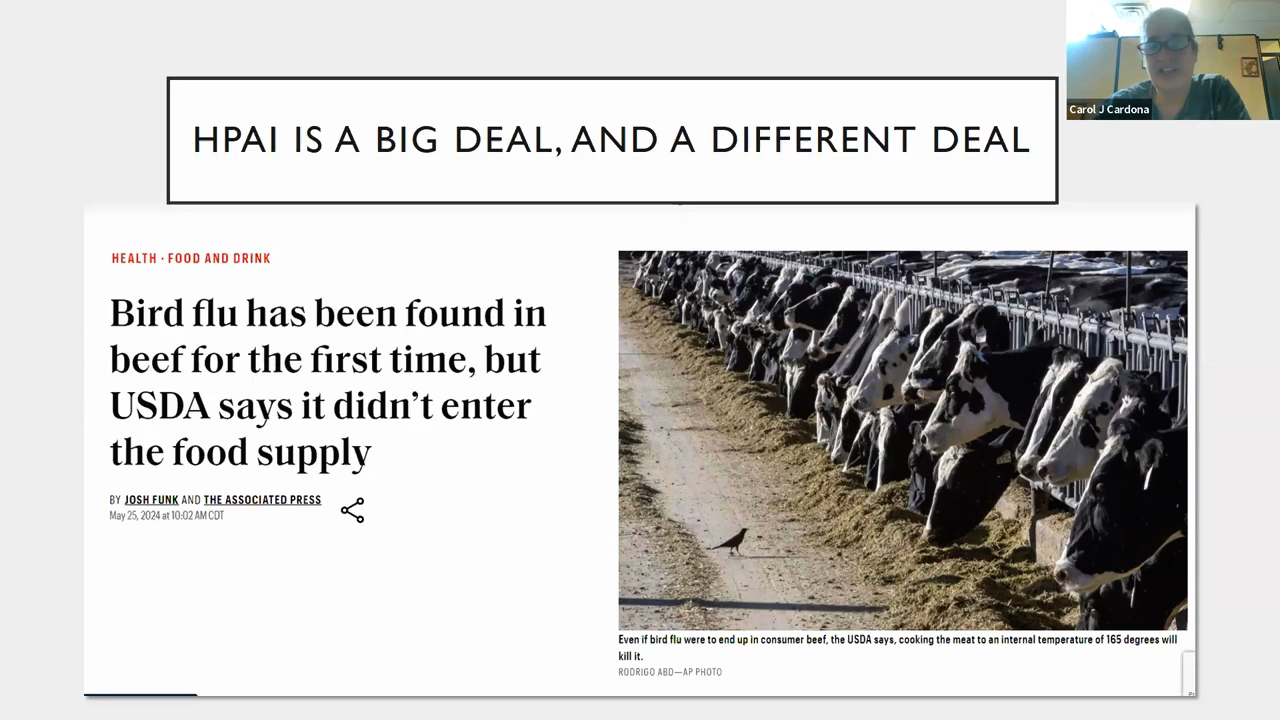 Carol J Cardona
HPAI IS A BIG DEAL, AND A DIFFERENT DEAL
HEALTH · FOOD AND DRINK
Bird flu has been found in
beef for the first time, but
USDA says it didn't enter
the food supply
BY JOSH FUNK AND THE ASSOCIATED PRESS
May 25, 2024 at 10:02 AM CDT
Even if bird flu were to end up in consumer beef, the USDA says, cooking the meat to an internal temperature of 165 degrees will
kill it.
RODRIGO ABD—AP PHOTO